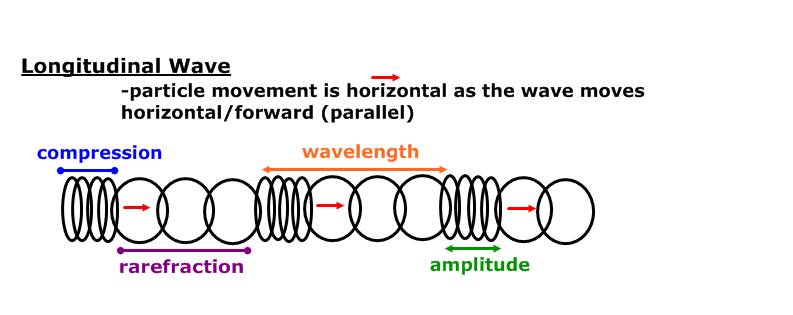 Longitudinal Wave
-particle movement is horizontal as the wave moves
horizontal/forward (parallel)
compression
wavelength
rarefraction
amplitude